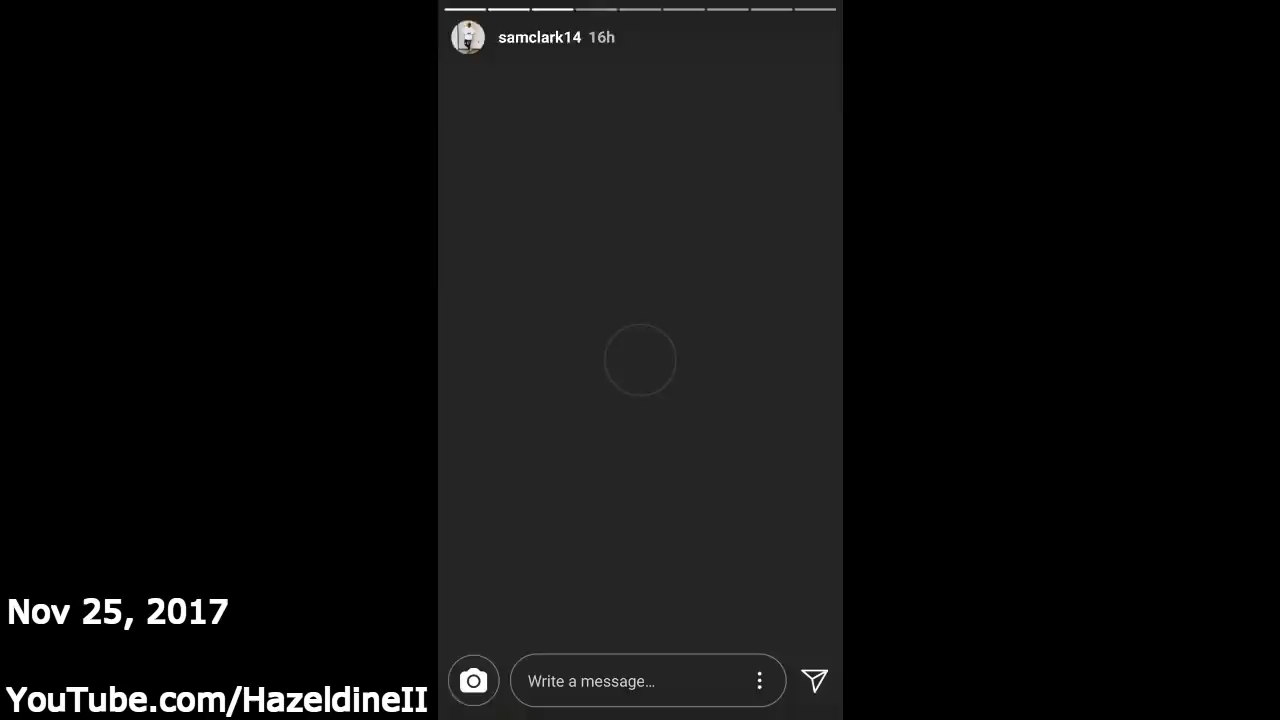 samclark14 16h
Write a message...
Nov 25, 2017
YouTube.com/HazeldineII